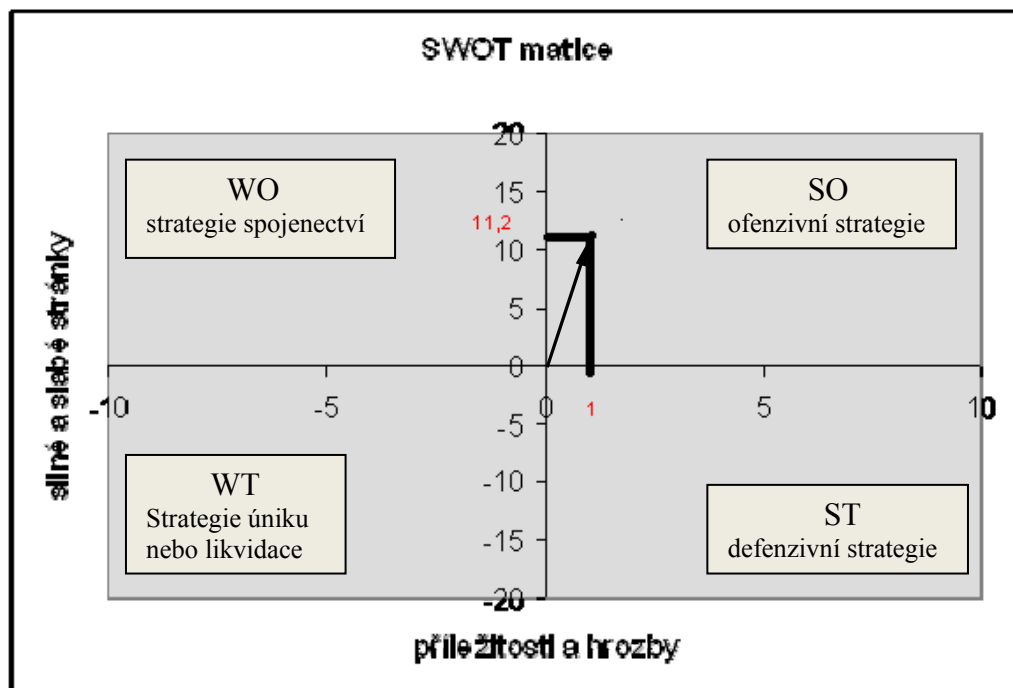 SWOT matice
20
WO
strategie spojenectví
SO
ofenzivní strategie
15
11,2
10
5
0
-10
-5
0
5
10
1
-5
WT
Strategie úniku
nebo likvidace
-10
ST
defenzivní strategie
-15
-20
silné a slabé stránky
příležitosti a hrozby